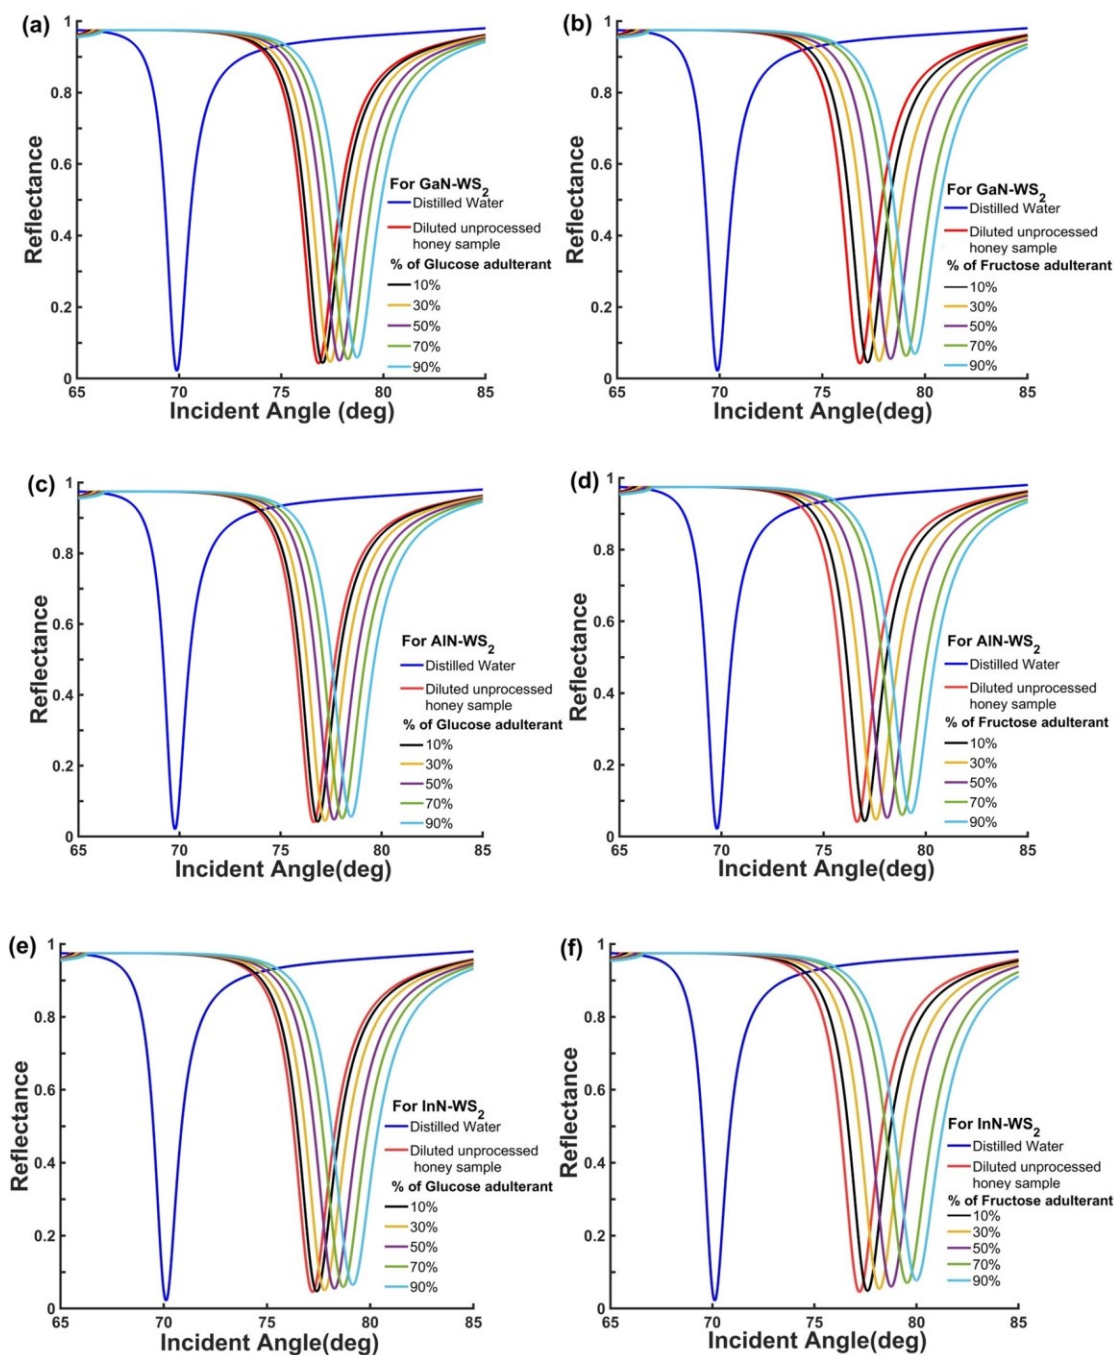 (a)
1
0.8
0.6
0.4
0.2
0
Reflectance
For GaN-WS2
Distilled Water
Diluted unprocessed
honey sample
% of Glucose adulterant
10%
30%
50%
70%
90%
65 70 75 80 85
Incident Angle (deg)
(b)
1
0.8
0.6
0.4
0.2
0
Reflectance
For GaN-WS2
Distilled Water
Diluted unprocessed
honey sample
% of Fructose adulterant
10%
30%
50%
70%
90%
65 70 75 80 85
Incident Angle(deg)
(c)
1
0.8
0.6
0.4
0.2
0
Reflectance
For AlN-WS2
Distilled Water
Diluted unprocessed
honey sample
% of Glucose adulterant
10%
30%
50%
70%
90%
65 70 75 80 85
Incident Angle(deg)
(d)
1
0.8
0.6
0.4
0.2
0
Reflectance
For AlN-WS2
Distilled Water
Diluted unprocessed
honey sample
% of Fructose adulterant
10%
30%
50%
70%
90%
65 70 75 80 85
Incident Angle(deg)
(e)
1
0.8
0.6
0.4
0.2
0
Reflectance
For InN-WS2
Distilled Water
Diluted unprocessed
honey sample
% of Glucose adulterant
10%
30%
50%
70%
90%
65 70 75 80 85
Incident Angle(deg)
(f)
1
0.8
0.6
0.4
0.2
0
Reflectance
For InN-WS2
Distilled Water
Diluted unprocessed
honey sample
% of Fructose adulterant
10%
30%
50%
70%
90%
65 70 75 80 85
Incident Angle(deg)